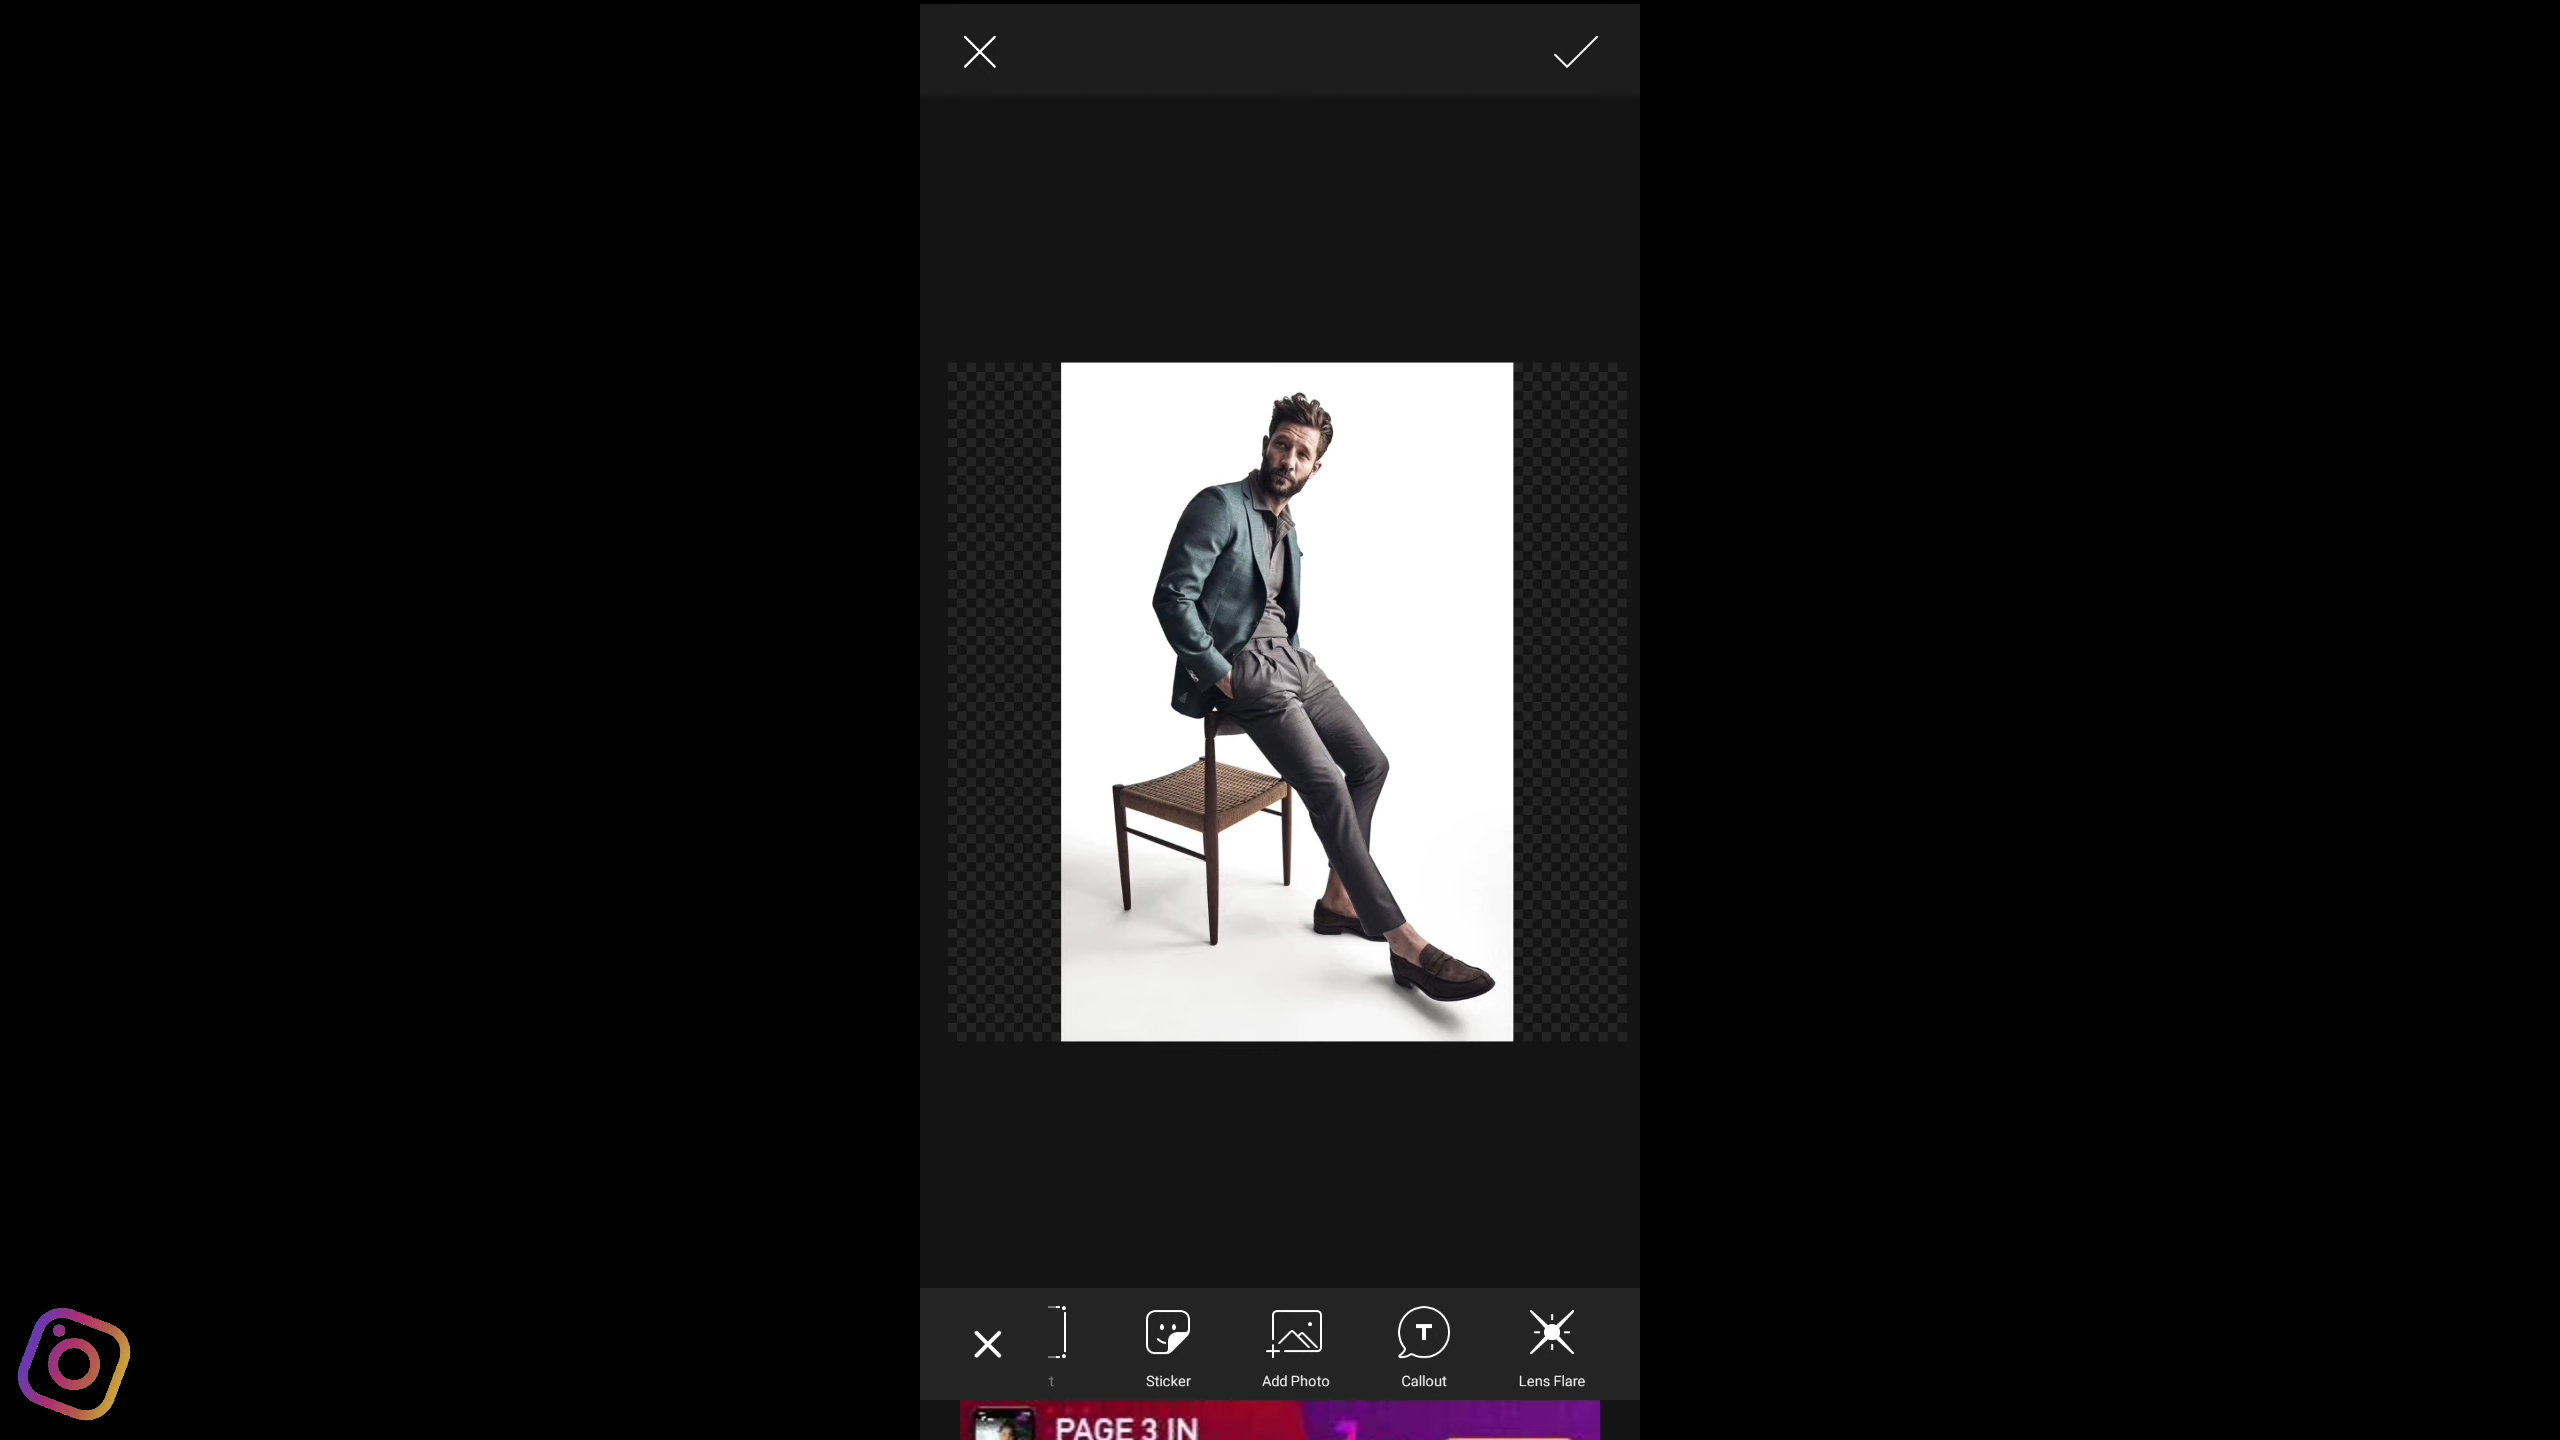 t
Sticker
Add Photo
Callout
Lens Flare
PAGE 3 IN